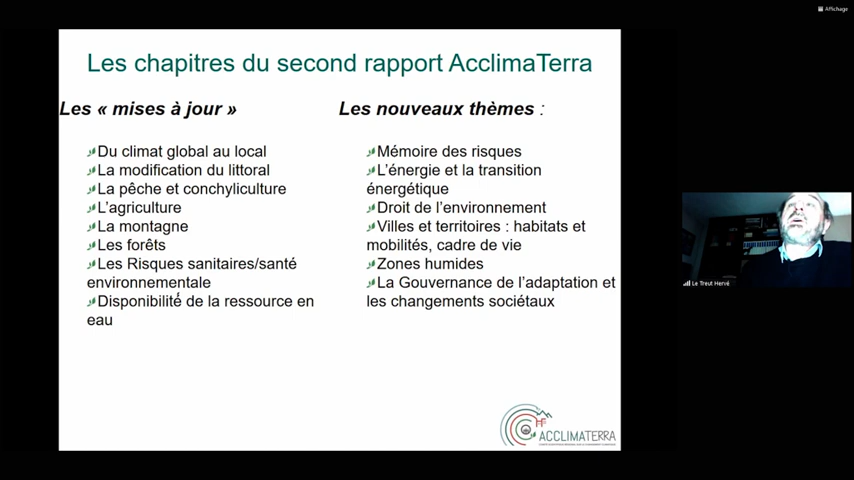 Affichage
Les chapitres du second rapport AcclimaTerra
Les « mises à jour »
Du climat global au local
La modification du littoral
La pêche et conchyliculture
L'agriculture
La montagne
Les forêts
Les Risques sanitaires/santé
environnementale
Disponibilité de la ressource en
eau
Les nouveaux thèmes :
Mémoire des risques
L'énergie et la transition
énergétique
Droit de l'environnement
Villes et territoires : habitats et
mobilités, cadre de vie
Zones humides
La Gouvernance de l'adaptation et
les changements sociétaux
Le Treut Hervé
ACCLIMATERRA